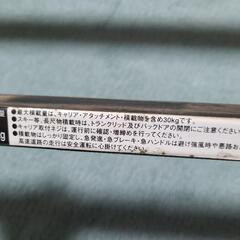 ●最大積載量は、キャリア・アタッチメント・積載物を含め30kgです。
●スキー等、長尺物積載時は、トランクリッド及びバックドアの開閉にご注意ください
●キャリア取付ネジは、運行前に確認・増締めを行ってください。
●積載物はしっかり固定し、急発進・急ブレーキ・急ハンドルは避け強風時や悪路
高速道路の走行は安全運転に心掛けてください。
量
g